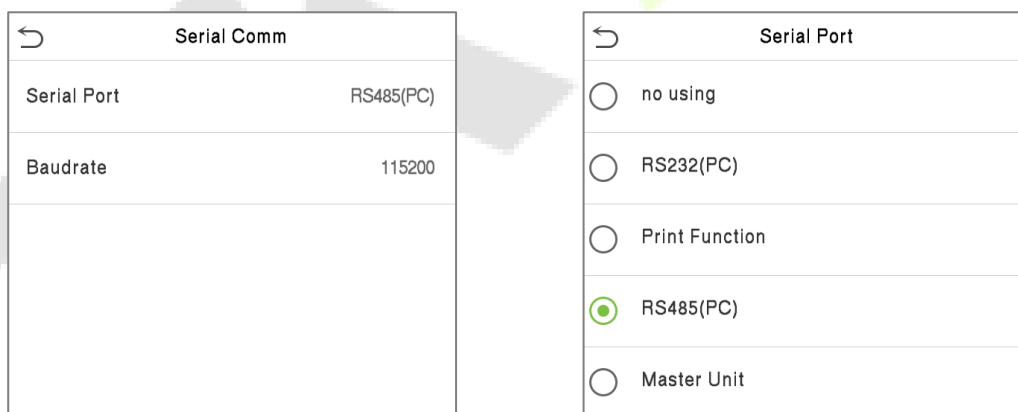 Serial Comm
Serial Port RS485(PC)
Baudrate 115200
Serial Port
no using
RS232(PC)
Print Function
RS485(PC)
Master Unit